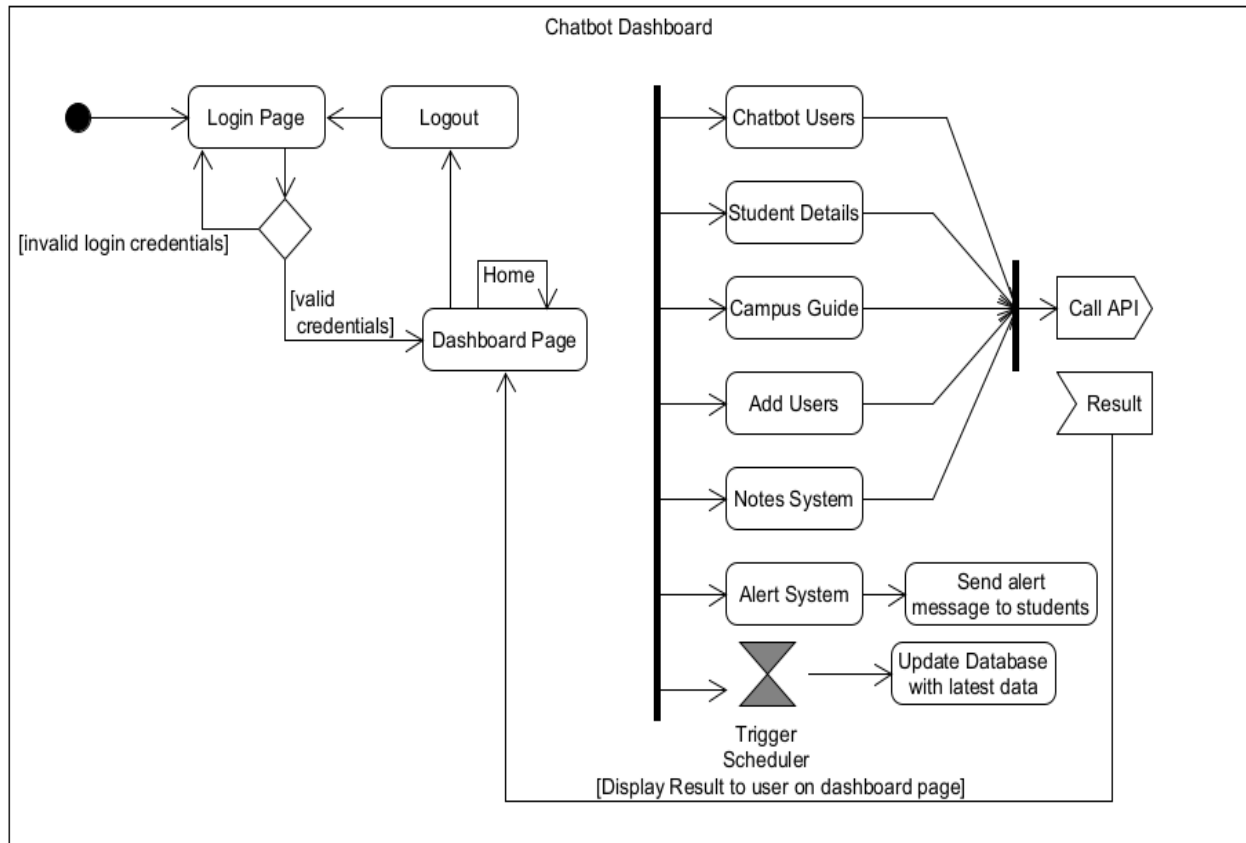 Chatbot Dashboard
Login Page
Logout
[invalid login credentials]
[valid
credentials]
Home
Dashboard Page
Chatbot Users
Student Details
Campus Guide
Add Users
Notes System
Alert System
Send alert
message to students
Trigger
Scheduler
Update Database
with latest data
Call API
Result
[Display Result to user on dashboard page]